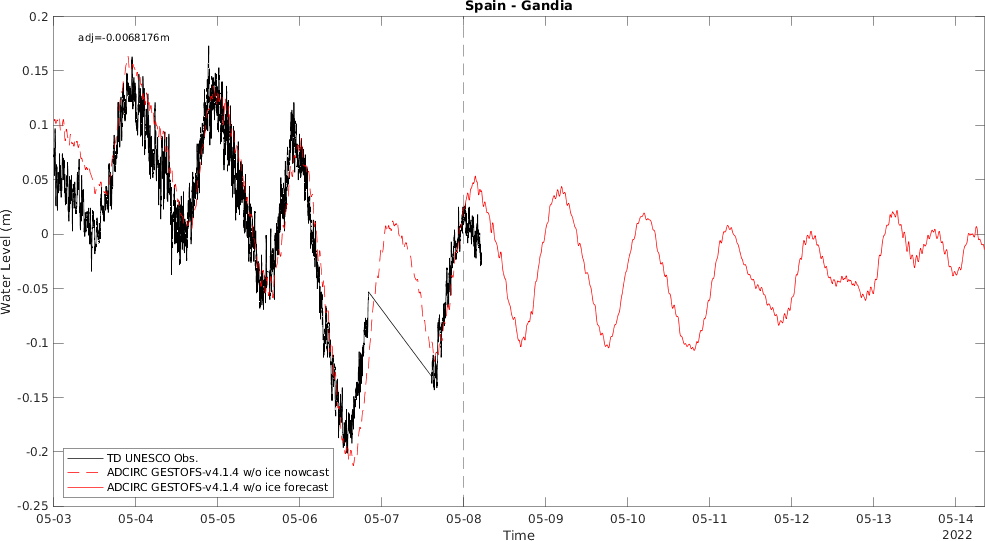 Spain - Gandia
adj=-0.0068176m
0.2
0.15
0.1
0.05
0
-0.05
-0.1
-0.15
-0.2
-0.25
Water Level (m)
TD UNESCO Obs.
ADCIRC GESTOFS-v4.1.4 w/o ice nowcast
ADCIRC GESTOFS-v4.1.4 w/o ice forecast
05-03 05-04 05-05 05-06 05-07 05-08 05-09 05-10 05-11 05-12 05-13 05-14
Time
2022